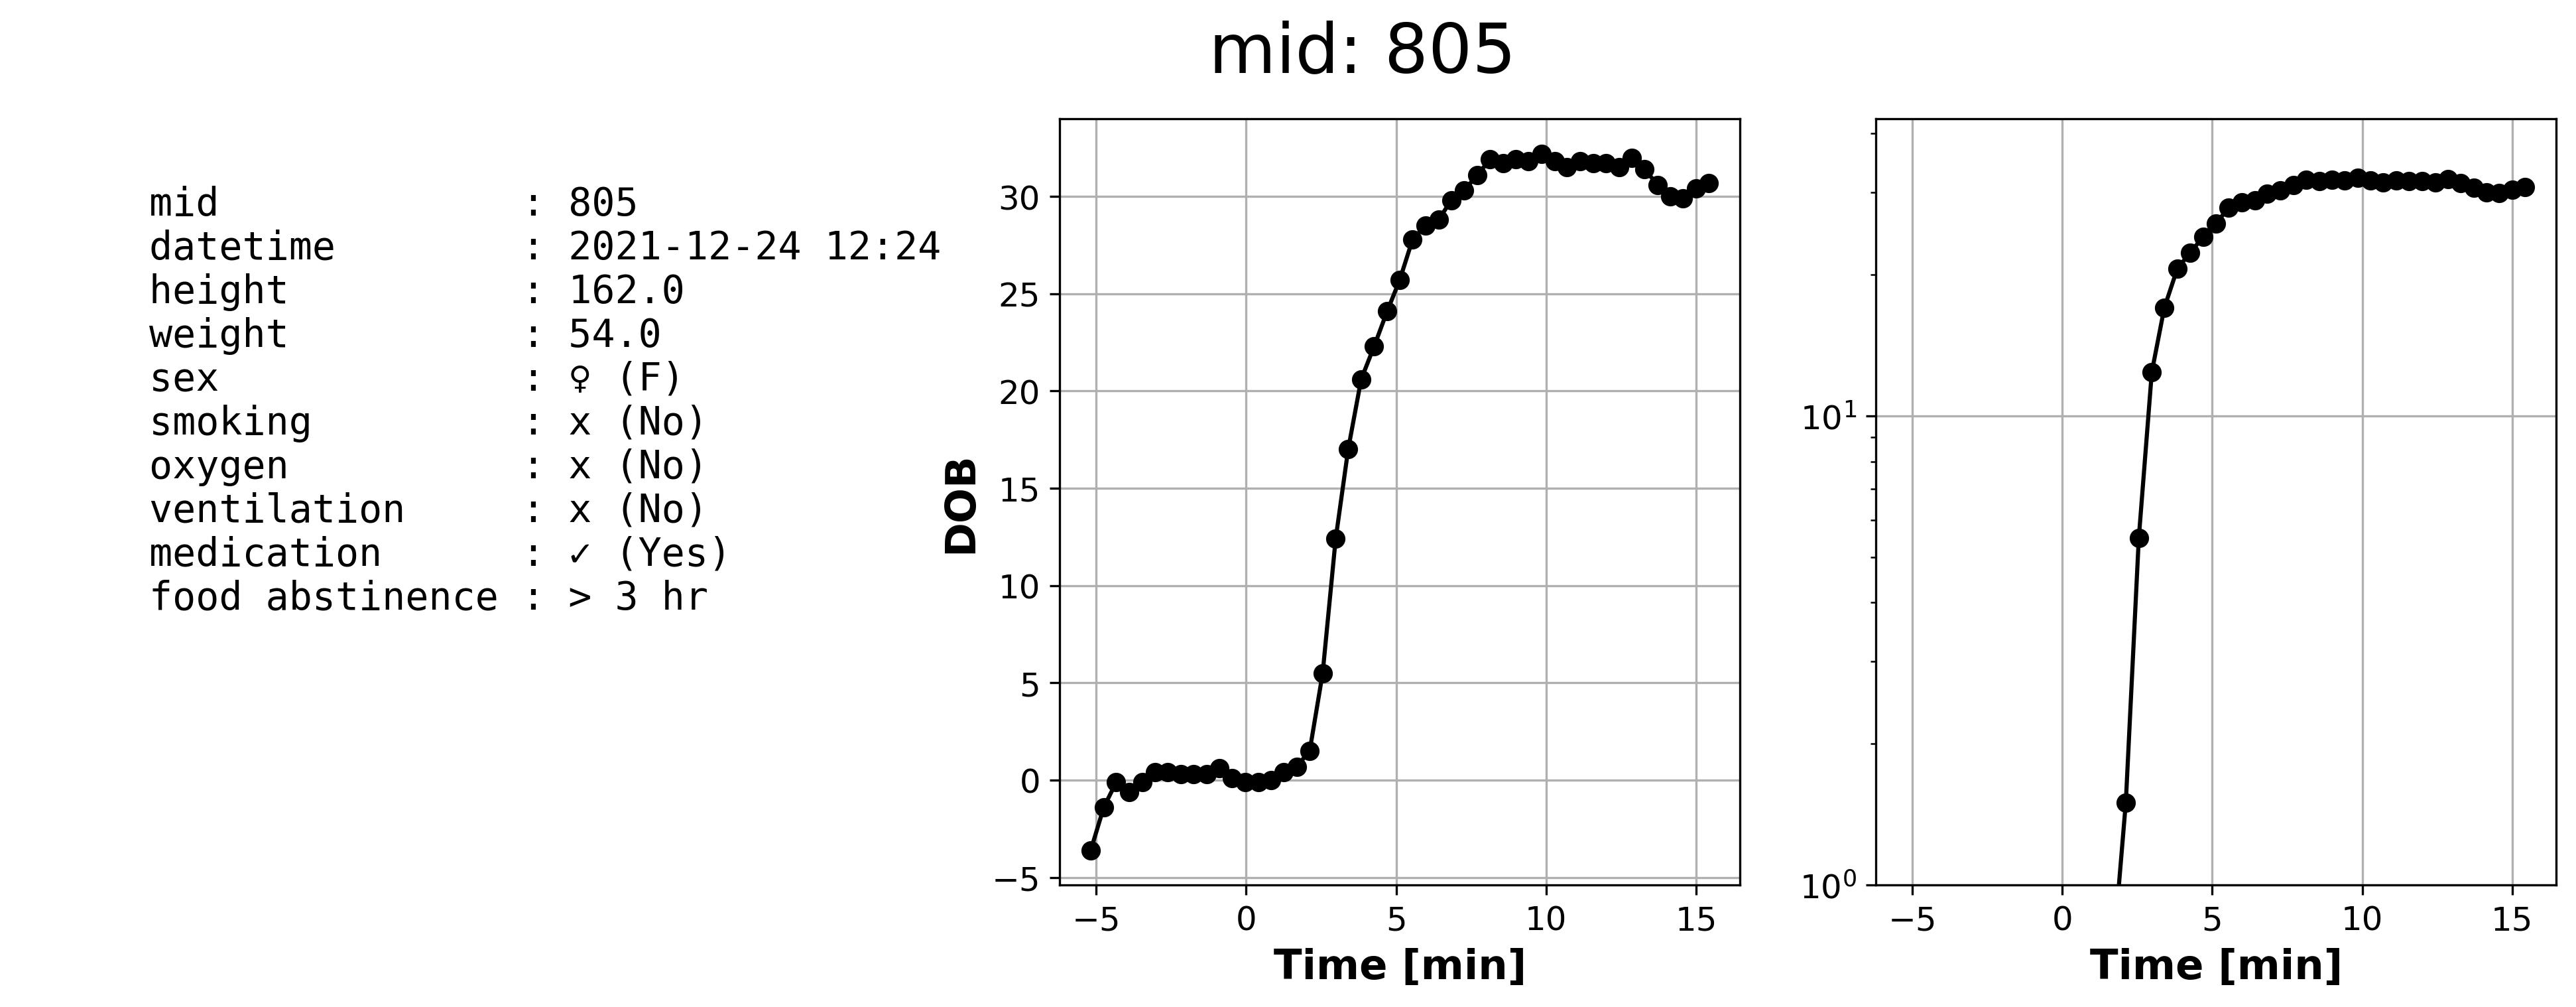 mid: 805
mid : 805
datetime : 2021-12-24 12:24
height : 162.0
weight : 54.0
sex : ♀ (F)
smoking : x (No)
oxygen : x (No)
ventilation : x (No)
medication : ✓ (Yes)
food abstinence : > 3 hr
DOB
30
25
20
15
10
5
0
−5
−5 0 5 10 15
Time [min]
10¹
10⁰
−5 0 5 10 15
Time [min]